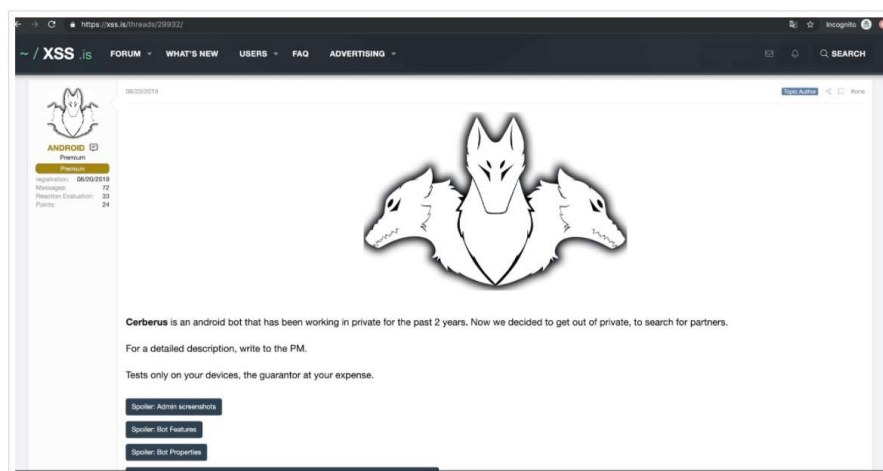 https://xss.is/threads/29932/
Incognito
~ / XSS .is FORUM WHAT'S NEW USERS FAQ ADVERTISING SEARCH
06/23/2019
Topic Author
None
ANDROID
Premium
Premium
registration: 06/20/2019
Messages: 72
Reaction Evaluation: 33
Points: 24
Cerberus is an android bot that has been working in private for the past 2 years. Now we decided to get out of private, to search for partners.
For a detailed description, write to the PM.
Tests only on your devices, the guarantor at your expense.
Spoiler: Admin screenshots
Spoiler: Bot Features
Spoiler: Bot Properties